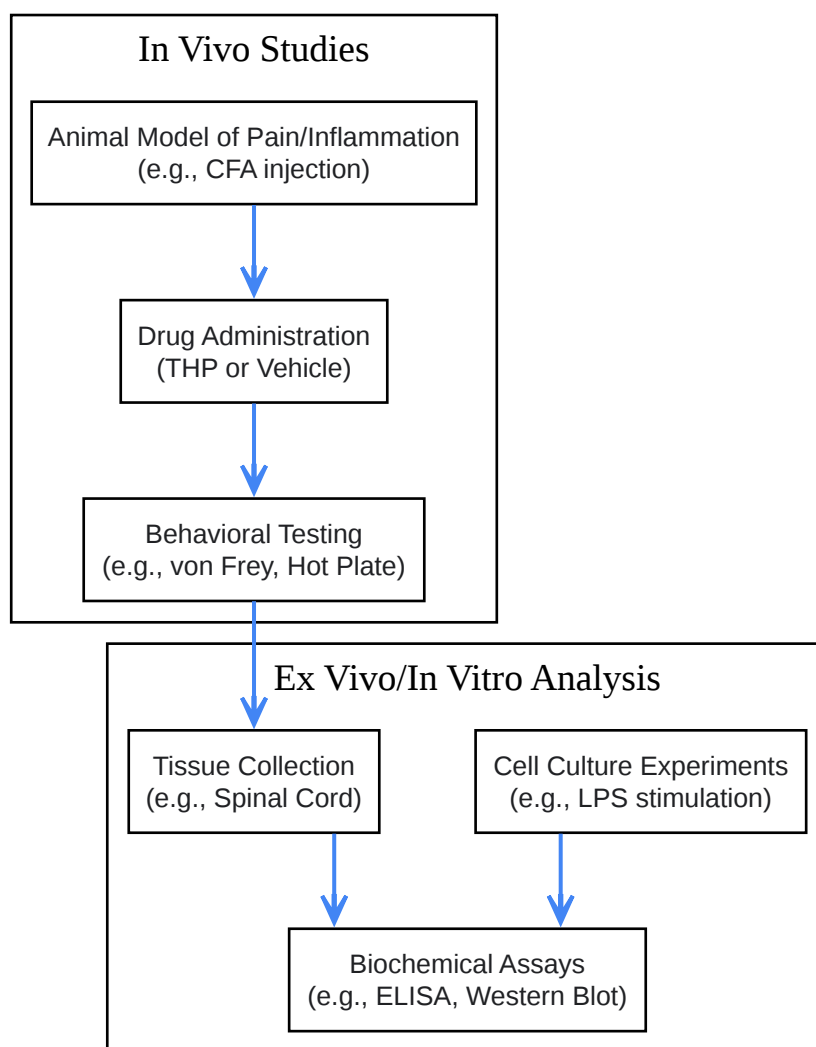 In Vivo Studies
Animal Model of Pain/Inflammation
(e.g., CFA injection)
Drug Administration
(THP or Vehicle)
Behavioral Testing
(e.g., von Frey, Hot Plate)
Ex Vivo/In Vitro Analysis
Tissue Collection
(e.g., Spinal Cord)
Cell Culture Experiments
(e.g., LPS stimulation)
Biochemical Assays
(e.g., ELISA, Western Blot)